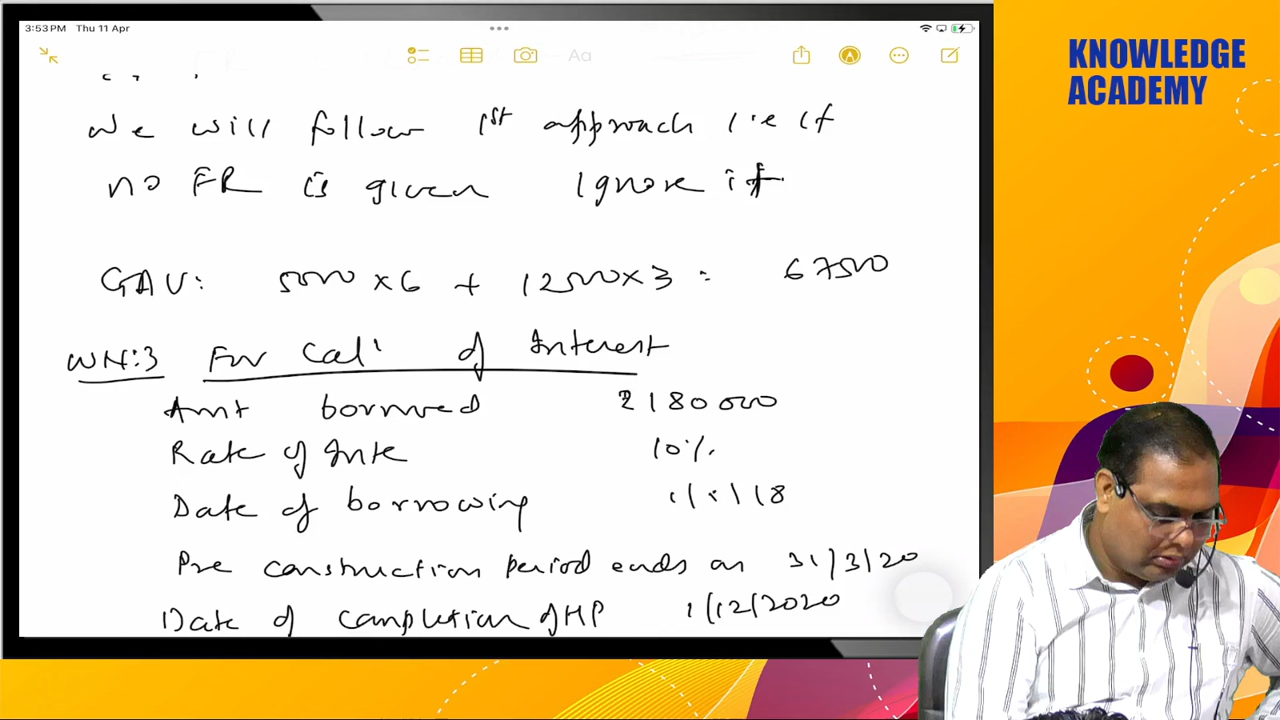 3:53 PM Thu 11 Apr
Aa
KNOWLEDGE
ACADEMY
We will follow 1st approach i.e if
no FR is given Ignore it
GAV: 5000 x 6 + 12500 x 3 = 67500
WN:3 For Cal' of Interest
Amt borrowed 2180000
Rate of Inte 10%
Date of borrowing 1/1/18
Pre construction period ends on 31/3/20
Date of completion of HP 1/12/2020